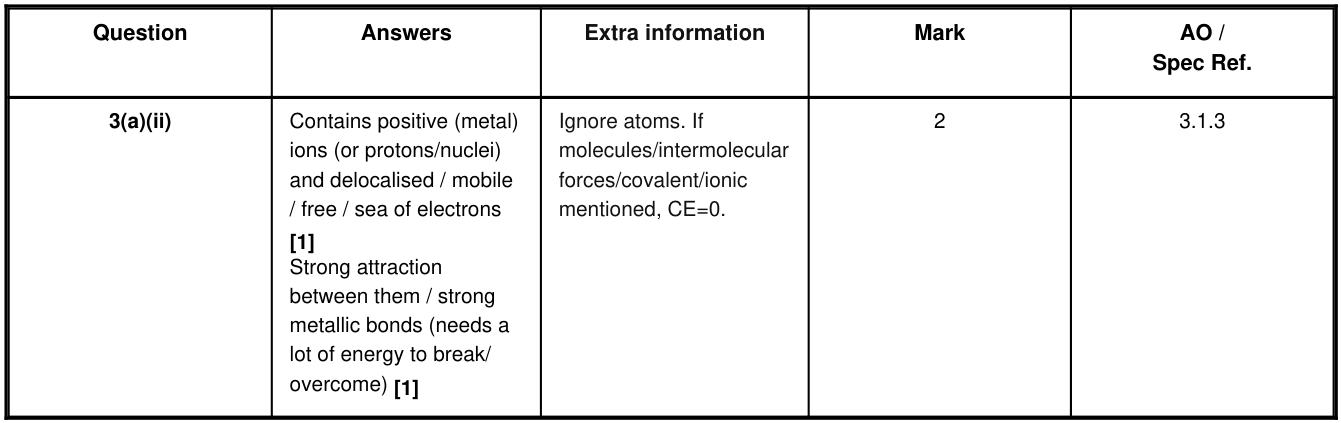 Question
Answers
Extra information
Mark
AO /
Spec Ref.
3(a)(ii)
Contains positive (metal)
ions (or protons/nuclei)
and delocalised / mobile
/ free / sea of electrons
[1]
Strong attraction
between them / strong
metallic bonds (needs a
lot of energy to break/
overcome) [1]
Ignore atoms. If
molecules/intermolecular
forces/covalent/ionic
mentioned, CE=0.
2
3.1.3